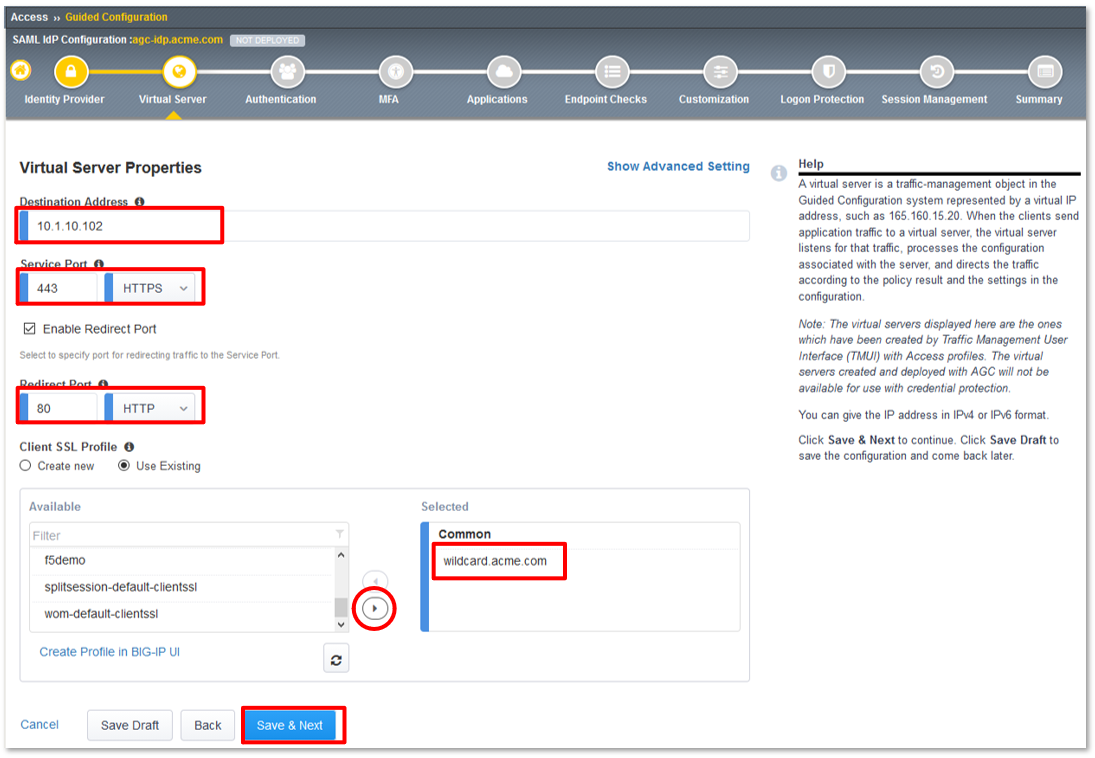 Access » Guided Configuration
SAML IdP Configuration :agc-idp.acme.com NOT DEPLOYED
Identity Provider
Virtual Server
Authentication
MFA
Applications
Endpoint Checks
Customization
Logon Protection
Session Management
Summary
Virtual Server Properties
Show Advanced Setting
Destination Address
10.1.10.102
Service Port
443 HTTPS
Enable Redirect Port
Select to specify port for redirecting traffic to the Service Port.
Redirect Port
80 HTTP
Client SSL Profile
Create new Use Existing
Available
Filter
f5demo
splitsession-default-clientssl
wom-default-clientssl
Create Profile in BIG-IP UI
Selected
Common
wildcard.acme.com
Cancel Save Draft Back Save & Next
Help
A virtual server is a traffic-management object in the
Guided Configuration system represented by a virtual IP
address, such as 165.160.15.20. When the clients send
application traffic to a virtual server, the virtual server
listens for that traffic, processes the configuration
associated with the server, and directs the traffic
according to the policy result and the settings in the
configuration.
Note: The virtual servers displayed here are the ones
which have been created by Traffic Management User
Interface (TMUI) with Access profiles. The virtual
servers created and deployed with AGC will not be
available for use with credential protection.
You can give the IP address in IPv4 or IPv6 format.
Click Save & Next to continue. Click Save Draft to
save the configuration and come back later.